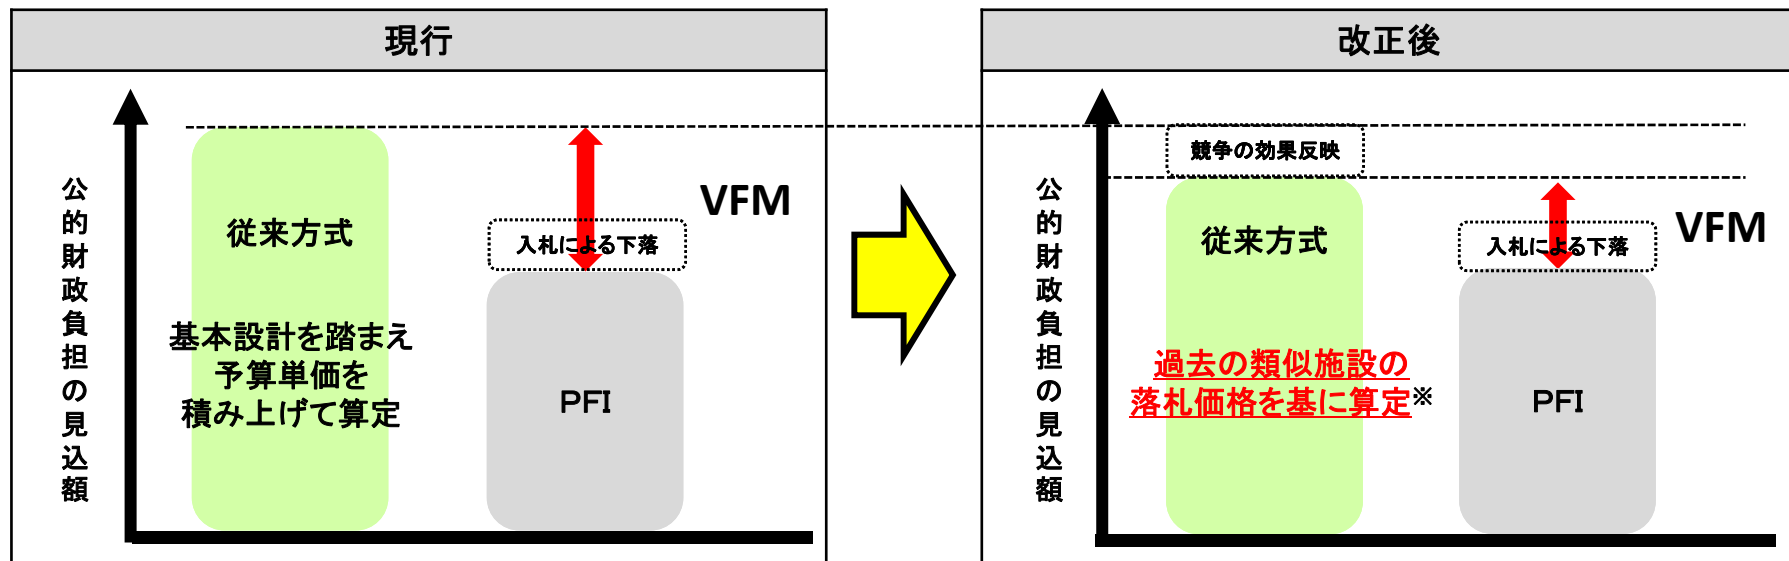 現行
公的財政負担の見込額
従来方式
基本設計を踏まえ
予算単価を
積み上げて算定
入札による下落
PFI
VFM
改正後
公的財政負担の見込額
競争の効果反映
従来方式
過去の類似施設の
落札価格を基に算定※
入札による下落
PFI
VFM